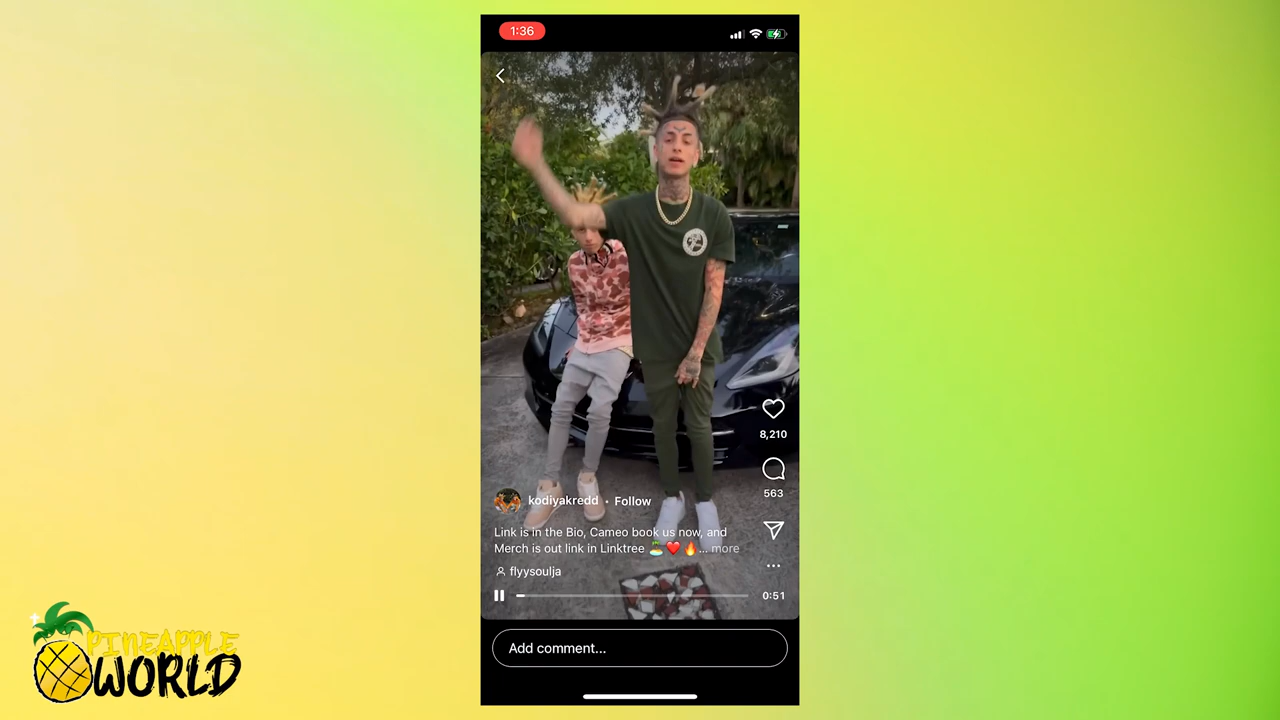 1:36
8,210
563
kodiyakredd • Follow
Link is in the Bio, Cameo book us now, and
Merch is out link in Linktree 🏝️❤️🔥... more
flyysoulja
0:51
Add comment...
PINEAPPLE
WORLD